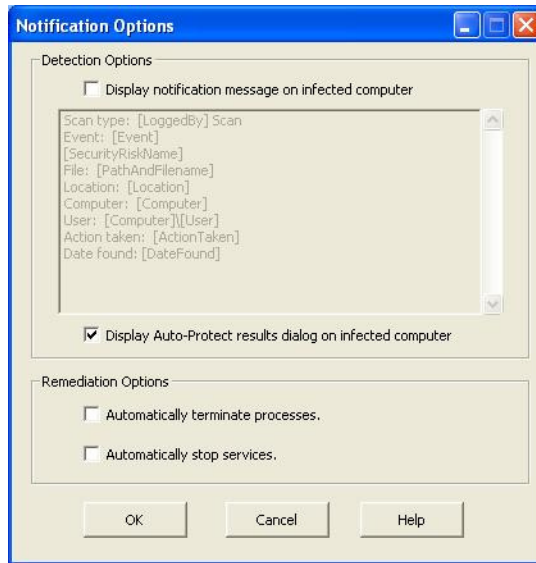 Notification Options
Detection Options
Display notification message on infected computer
Scan type: [LoggedBy] Scan
Event: [Event]
[SecurityRiskName]
File: [PathAndFilename]
Location: [Location]
Computer: [Computer]
User: [Computer]\[User]
Action taken: [ActionTaken]
Date found: [DateFound]
Display Auto-Protect results dialog on infected computer
Remediation Options
Automatically terminate processes.
Automatically stop services.
OK
Cancel
Help